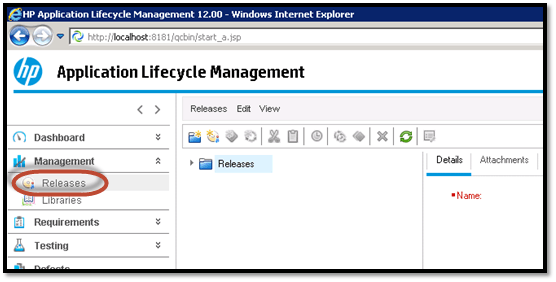 HP Application Lifecycle Management 12.00 - Windows Internet Explorer
http://localhost:8181/qcbin/start_a.jsp
hp Application Lifecycle Management
Releases Edit View
Dashboard
Management
Releases
Libraries
Requirements
Testing
Defects
Releases
Details Attachments
*Name: